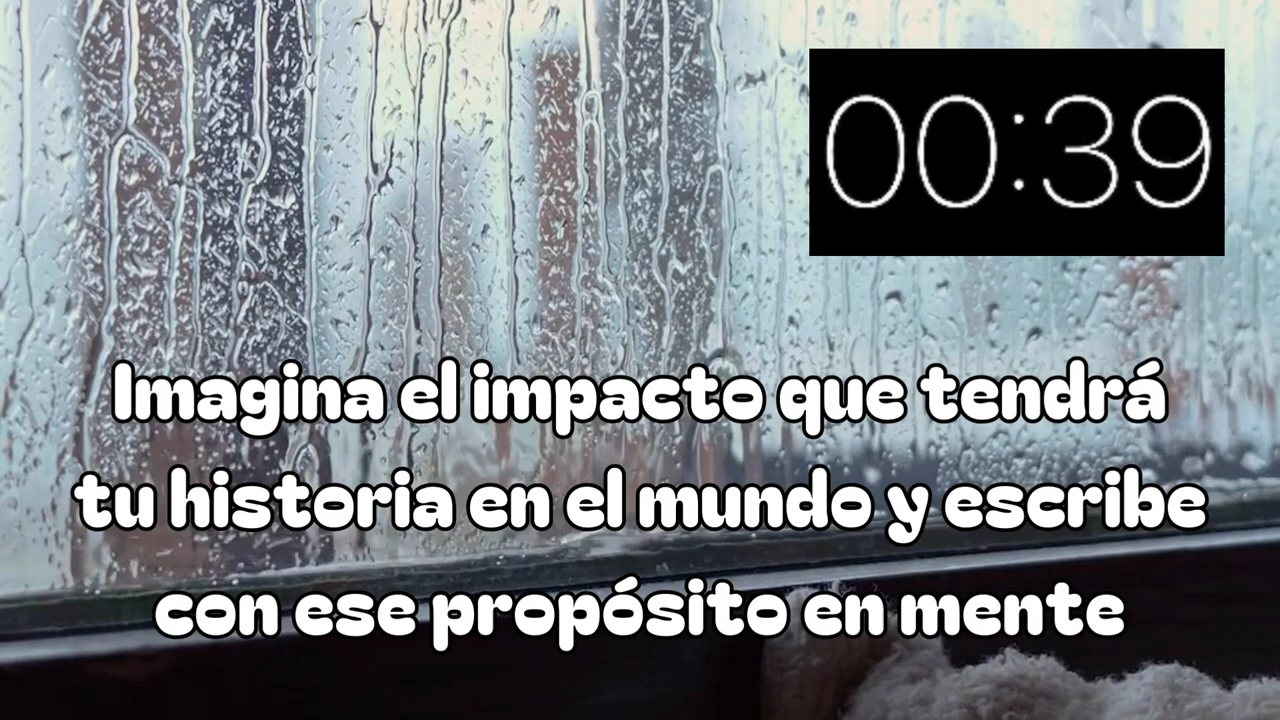 00:39
Imagina el impacto que tendrá
tu historia en el mundo y escribe
con ese propósito en mente